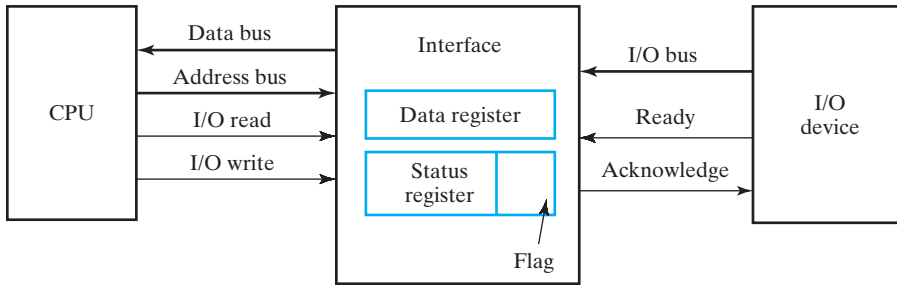 Data bus
Address bus
CPU
I/O read
I/O write
Interface
Data register
Status
register
Flag
I/O bus
Ready
Acknowledge
I/O
device